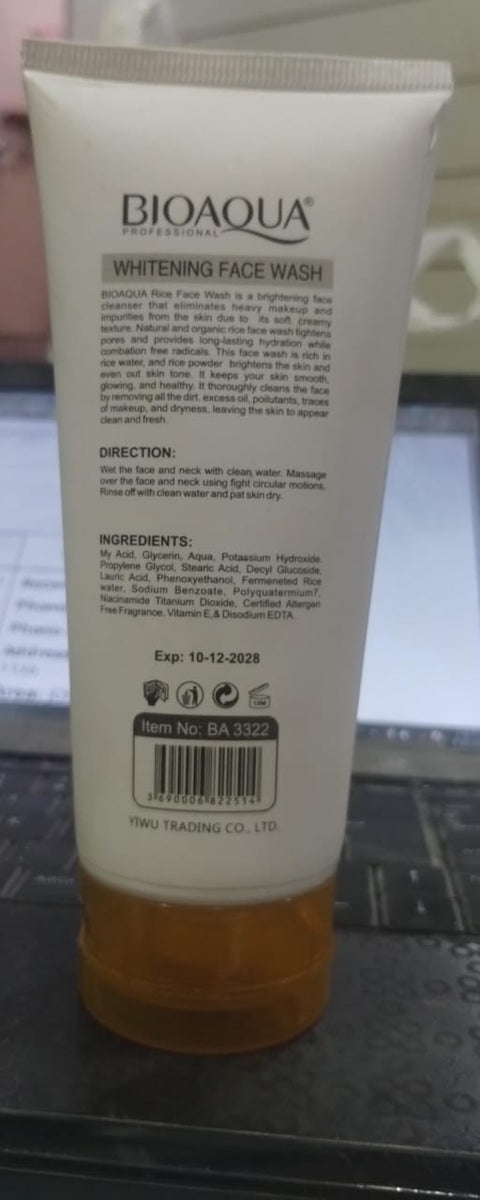 BIOAQUA®
PROFESSIONAL
WHITENING FACE WASH
BIOAQUA Rice Face Wash is a brightening face
cleanser that eliminates heavy makeup and
impurities from the skin due to its soft, creamy
texture. Natural and organic rice face wash tightens
pores and provides long-lasting hydration while
combation free radicals. This face wash is rich in
rice water, and rice powder brightens the skin and
even out skin tone. It keeps your skin smooth,
glowing, and healthy. It thoroughly cleans the face
by removing all the dirt, excess oil, pollutants, traces
of makeup, and dryness, leaving the skin to appear
clean and fresh.
DIRECTION:
Wet the face and neck with clean water. Massage
over the face and neck using fight circular motions.
Rinse off with clean water and pat skin dry.
INGREDIENTS:
My Acid, Glycerin, Aqua, Potassium Hydroxide,
Propylene Glycol, Stearic Acid, Decyl Glucoside,
Lauric Acid, Phenoxyethanol, Fermeneted Rice
water, Sodium Benzoate, Polyquatermium7,
Niacinamide Titanium Dioxide, Certified Allergen
Free Fragrance, Vitamin E,& Disodium EDTA.
Exp: 10-12-2028
Item No: BA 3322
3 690006 822514
YIWU TRADING CO., LTD.